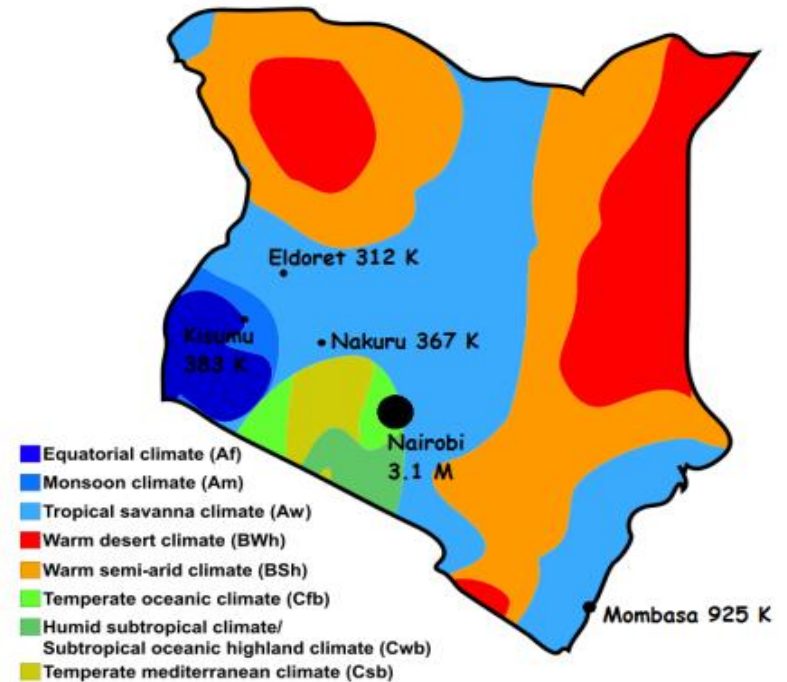 Eldoret 312 K
Kisumu
383 K
Nakuru 367 K
Nairobi
3.1 M
Equatorial climate (Af)
Monsoon climate (Am)
Tropical savanna climate (Aw)
Warm desert climate (BWh)
Warm semi-arid climate (BSh)
Temperate oceanic climate (Cfb)
Humid subtropical climate/
Subtropical oceanic highland climate (Cwb)
Temperate mediterranean climate (Csb)
Mombasa 925 K